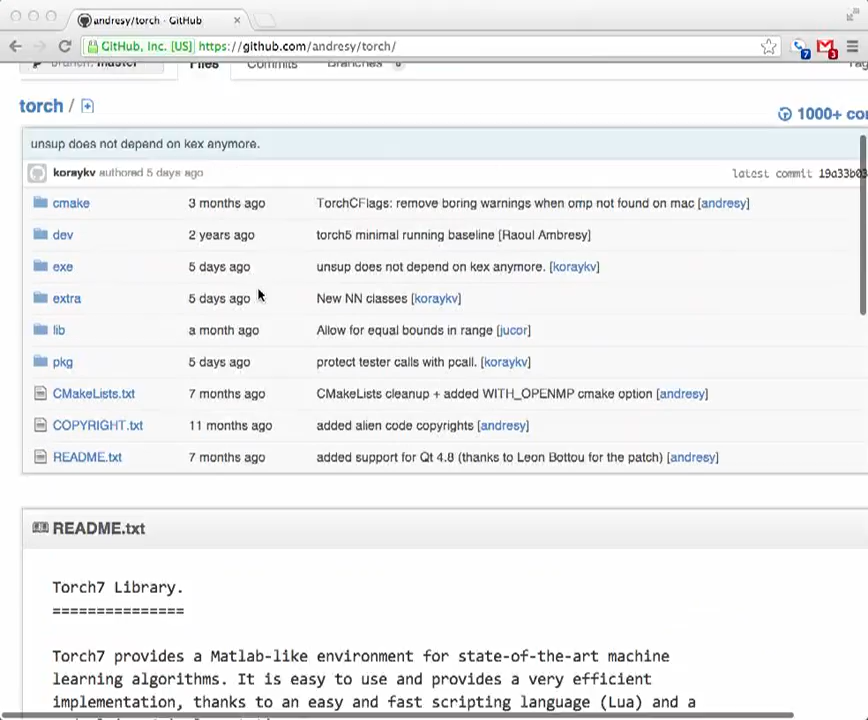 andresy/torch · GitHub
GitHub, Inc. [US] https://github.com/andresy/torch/
7
3
branch: master Files Commits Branches
torch /
1000+
unsup does not depend on kex anymore.
koraykv authored 5 days ago
latest commit 19a33b03
cmake 3 months ago TorchCFlags: remove boring warnings when omp not found on mac [andresy]
dev 2 years ago torch5 minimal running baseline [Raoul Ambresy]
exe 5 days ago unsup does not depend on kex anymore. [koraykv]
extra 5 days ago New NN classes [koraykv]
lib a month ago Allow for equal bounds in range [jucor]
pkg 5 days ago protect tester calls with pcall. [koraykv]
CMakeLists.txt 7 months ago CMakeLists cleanup + added WITH_OPENMP cmake option [andresy]
COPYRIGHT.txt 11 months ago added alien code copyrights [andresy]
README.txt 7 months ago added support for Qt 4.8 (thanks to Leon Bottou for the patch) [andresy]
README.txt
Torch7 Library.
===============
Torch7 provides a Matlab-like environment for state-of-the-art machine
learning algorithms. It is easy to use and provides a very efficient
implementation, thanks to an easy and fast scripting language (Lua) and a